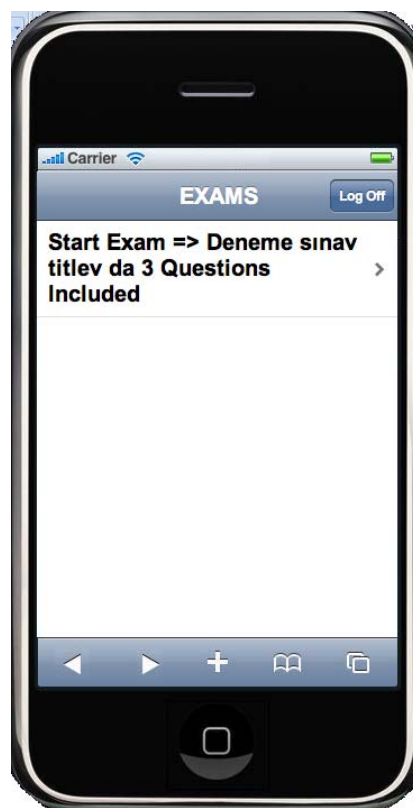 Carrier
EXAMS
Log Off
Start Exam => Deneme sınav
titlev da 3 Questions
Included